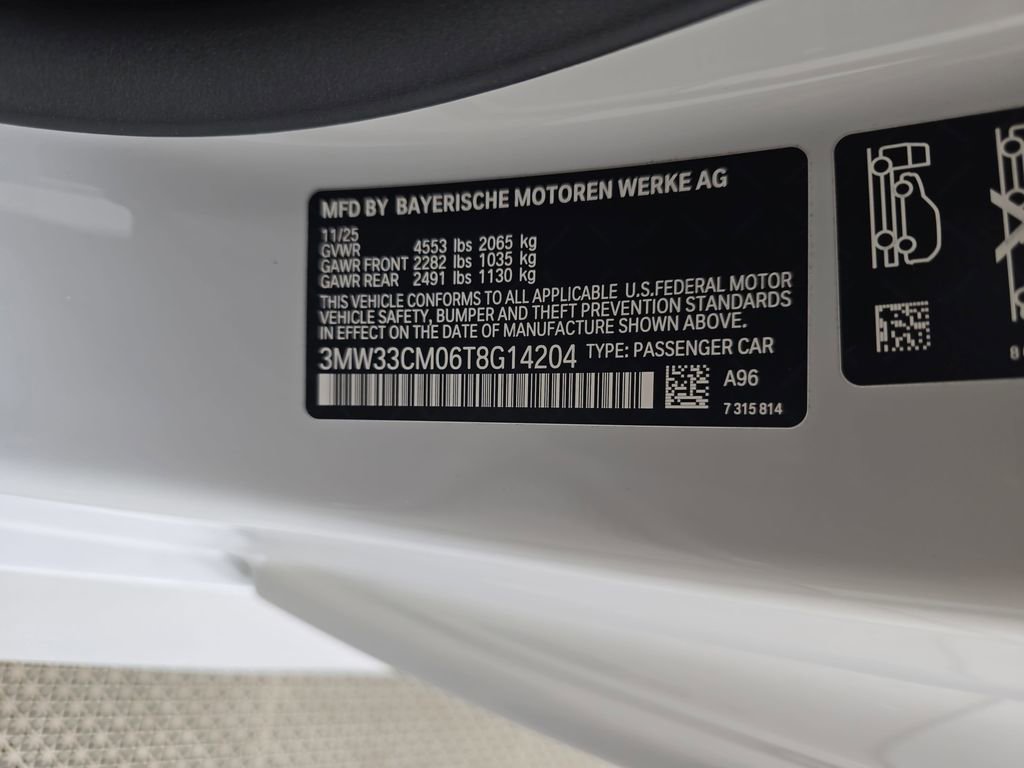 MFD BY BAYERISCHE MOTOREN WERKE AG
11/25
GVWR 4553 lbs 2065 kg
GAWR FRONT 2282 lbs 1035 kg
GAWR REAR 2491 lbs 1130 kg
THIS VEHICLE CONFORMS TO ALL APPLICABLE U.S.FEDERAL MOTOR
VEHICLE SAFETY, BUMPER AND THEFT PREVENTION STANDARDS
IN EFFECT ON THE DATE OF MANUFACTURE SHOWN ABOVE.
3MW33CM06T8G14204 TYPE: PASSENGER CAR
A96
7 315 814